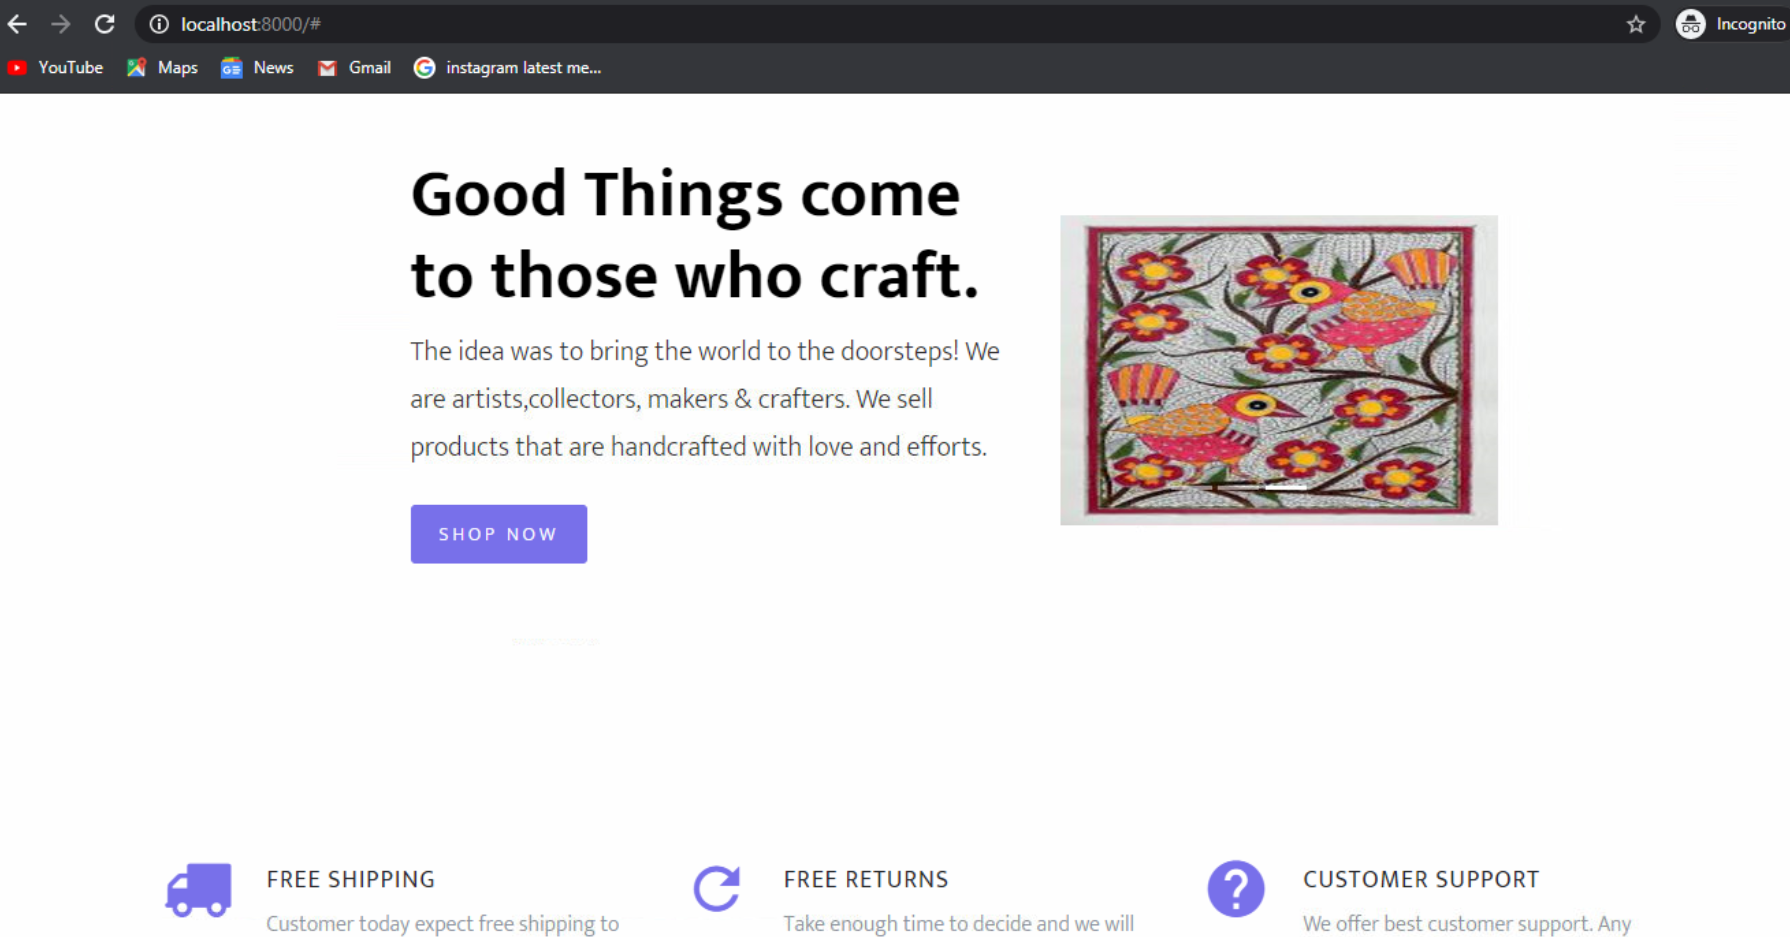 localhost:8000/#
Incognito
YouTube Maps News Gmail instagram latest me...
Good Things come
to those who craft.
The idea was to bring the world to the doorsteps! We
are artists,collectors, makers & crafters. We sell
products that are handcrafted with love and efforts.
SHOP NOW
FREE SHIPPING
Customer today expect free shipping to
FREE RETURNS
Take enough time to decide and we will
CUSTOMER SUPPORT
We offer best customer support. Any